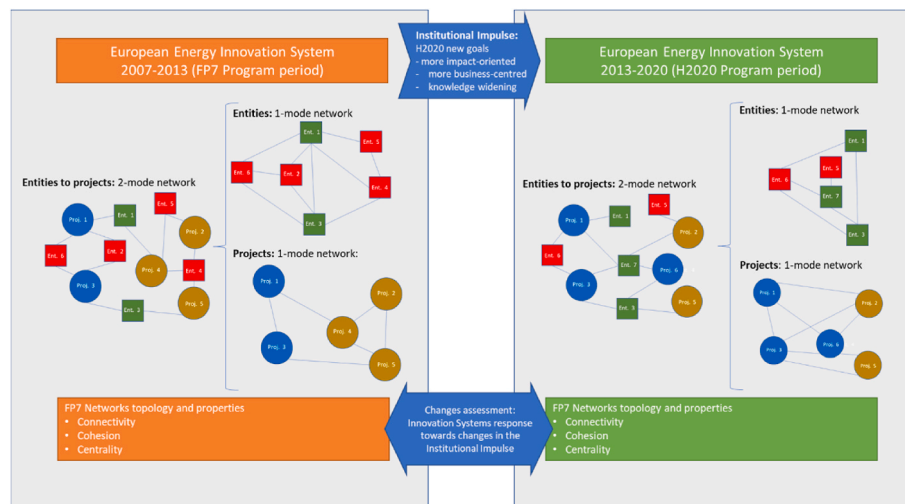 European Energy Innovation System
2007-2013 (FP7 Program period)
Institutional Impulse:
H2020 new goals
- more impact-oriented
- more business-centred
- knowledge widening
European Energy Innovation System
2013-2020 (H2020 Program period)
Entities to projects: 2-mode network
Proj. 1
Ent. 1
Ent. 5
Proj. 2
Ent. 6
Ent. 2
Proj. 4
Ent. 4
Proj. 3
Ent. 3
Proj. 5
Entities: 1-mode network
Ent. 1
Ent. 5
Ent. 6
Ent. 2
Ent. 4
Ent. 3
Projects: 1-mode network:
Proj. 1
Proj. 2
Proj. 4
Proj. 3
Proj. 5
Entities to projects: 2-mode network
Proj. 1
Ent. 1
Ent. 5
Proj. 2
Ent. 6
Ent. 7
Proj. 6
Proj. 3
Ent. 3
Proj. 5
Entities: 1-mode network
Ent. 1
Ent. 5
Ent. 6
Ent. 7
Ent. 3
Projects: 1-mode network
Proj. 1
Proj. 2
Proj. 3
Proj. 6
Proj. 5
FP7 Networks topology and properties
• Connectivity
• Cohesion
• Centrality
Changes assessment:
Innovation Systems response
towards changes in the
Institutional Impulse
FP7 Networks topology and properties
• Connectivity
• Cohesion
• Centrality